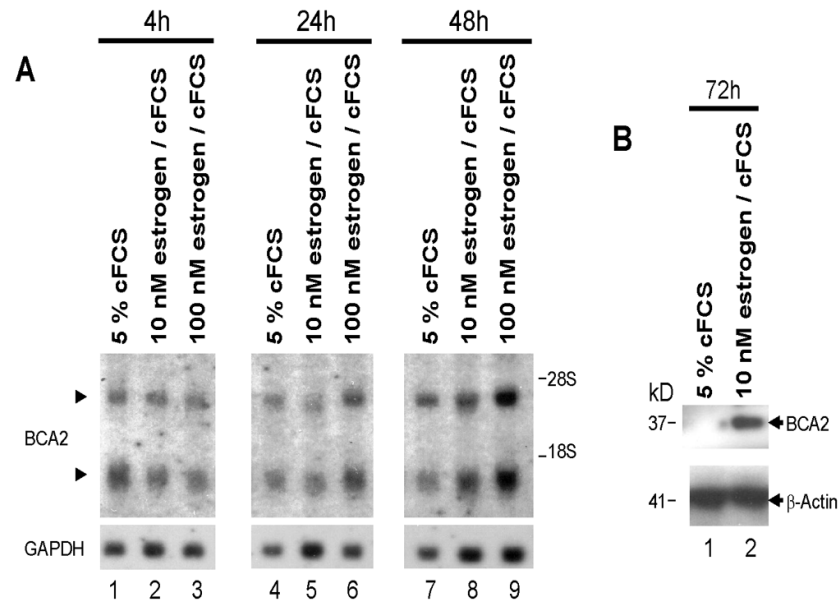 A
4h
24h
48h
5 % cFCS
10 nM estrogen / cFCS
100 nM estrogen / cFCS
5 % cFCS
10 nM estrogen / cFCS
100 nM estrogen / cFCS
5 % cFCS
10 nM estrogen / cFCS
100 nM estrogen / cFCS
-28S
BCA2
-18S
GAPDH
1 2 3 4 5 6 7 8 9
B
72h
5 % cFCS
10 nM estrogen / cFCS
kD
37- BCA2
41- β-Actin
1 2